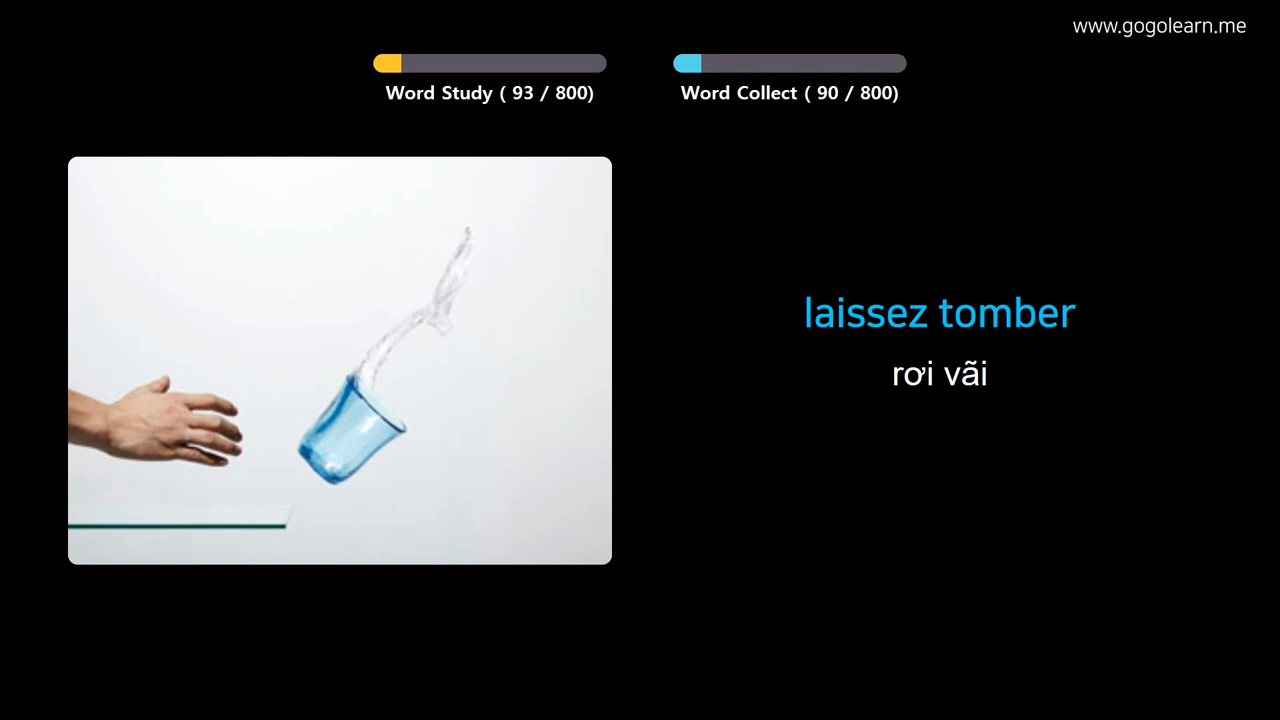 www.gogolearn.me
Word Study ( 93 / 800)
Word Collect ( 90 / 800)
laissez tomber
rơi vãi